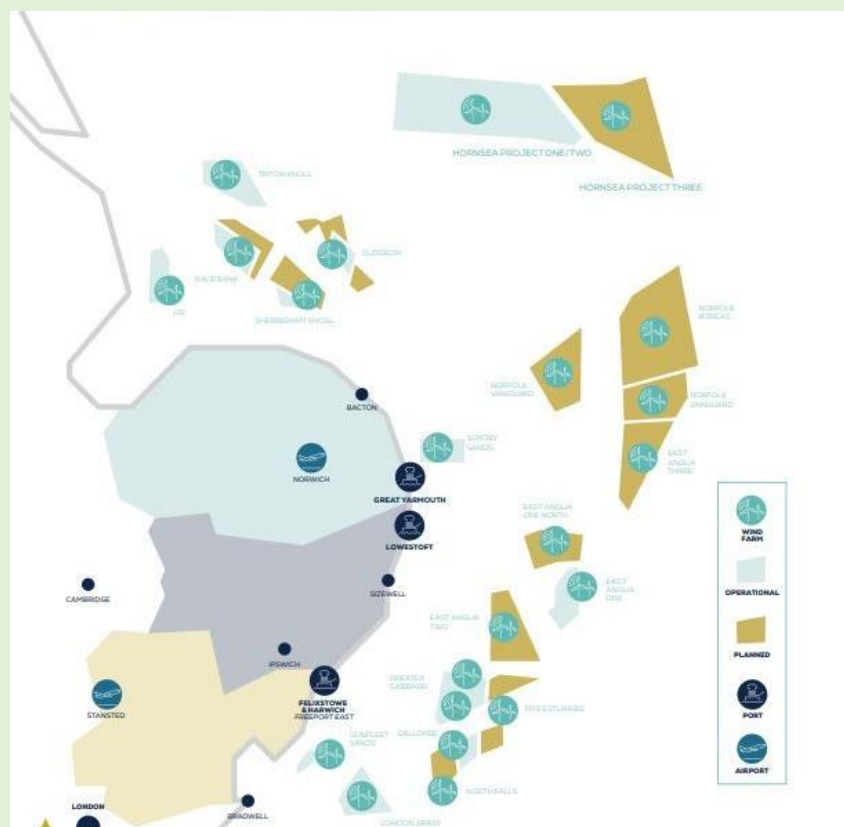 HORNSEA PROJECT ONE/TWO
HORNSEA PROJECT THREE
TRITON KNOLL
DUDGEON
RACE BANK
LID
SHERINGHAM SHOAL
NORFOLK
BOREAS
NORFOLK
VANGUARD
NORFOLK
VANGUARD
BACTON
SCROBY
SANDS
EAST
ANGLIA
THREE
NORWICH
GREAT YARMOUTH
EAST ANGLIA
ONE NORTH
WIND
FARM
LOWESTOFT
SIZEWELL
EAST
ANGLIA
ONE
OPERATIONAL
CAMBRIDGE
EAST ANGLIA
TWO
PLANNED
IPSWICH
GREATER
GABBARD
STANSTED
FELIXSTOWE
& HARWICH
FREEPORT EAST
FIVE ESTUARIES
PORT
GUNFLEET
SANDS
GALLOPER
AIRPORT
NORTH FALLS
LONDON
BRADWELL
LONDON ARRAY